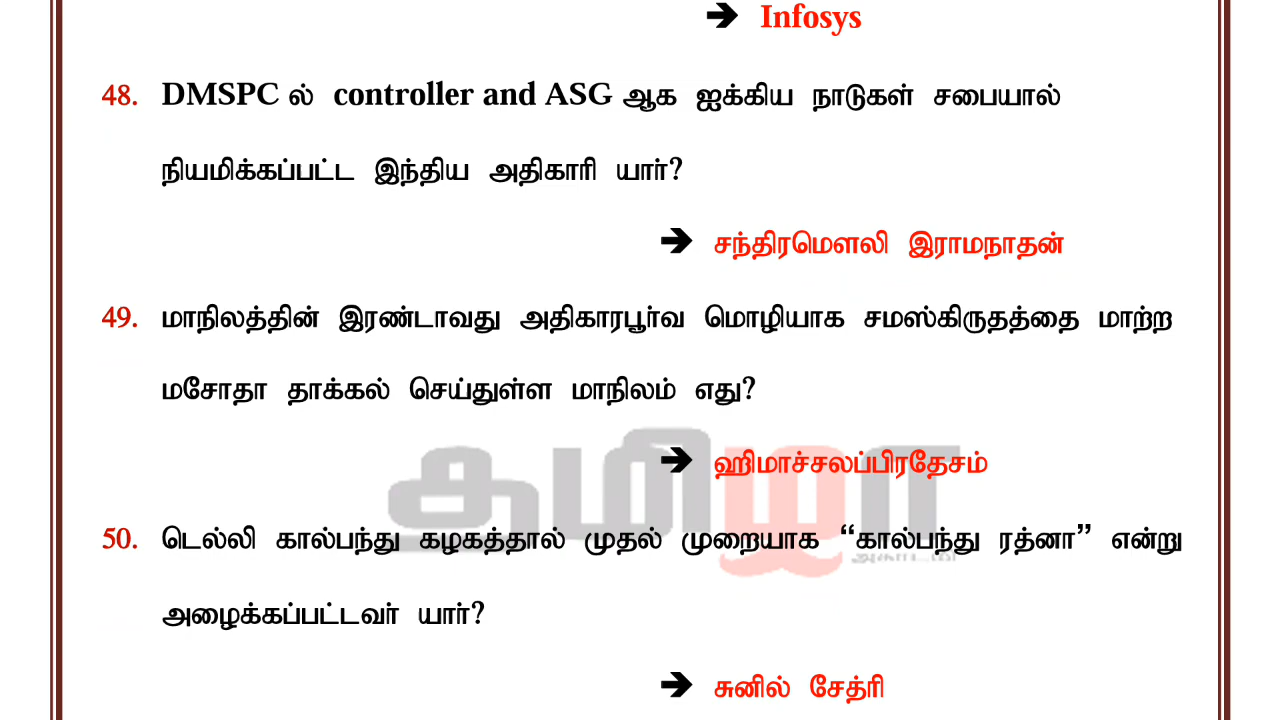 ➔ Infosys
48. DMSPC ல் controller and ASG ஆக ஐக்கிய நாடுகள் சபையால்
நியமிக்கப்பட்ட இந்திய அதிகாரி யார்?
➔ சந்திரமௌலி இராமநாதன்
49. மாநிலத்தின் இரண்டாவது அதிகாரபூர்வ மொழியாக சமஸ்கிருதத்தை மாற்ற
மசோதா தாக்கல் செய்துள்ள மாநிலம் எது?
➔ ஹிமாச்சலப்பிரதேசம்
தமிழா
50. டெல்லி கால்பந்து கழகத்தால் முதல் முறையாக “கால்பந்து ரத்னா” என்று
அழைக்கப்பட்டவர் யார்?
➔ சுனில் சேத்ரி